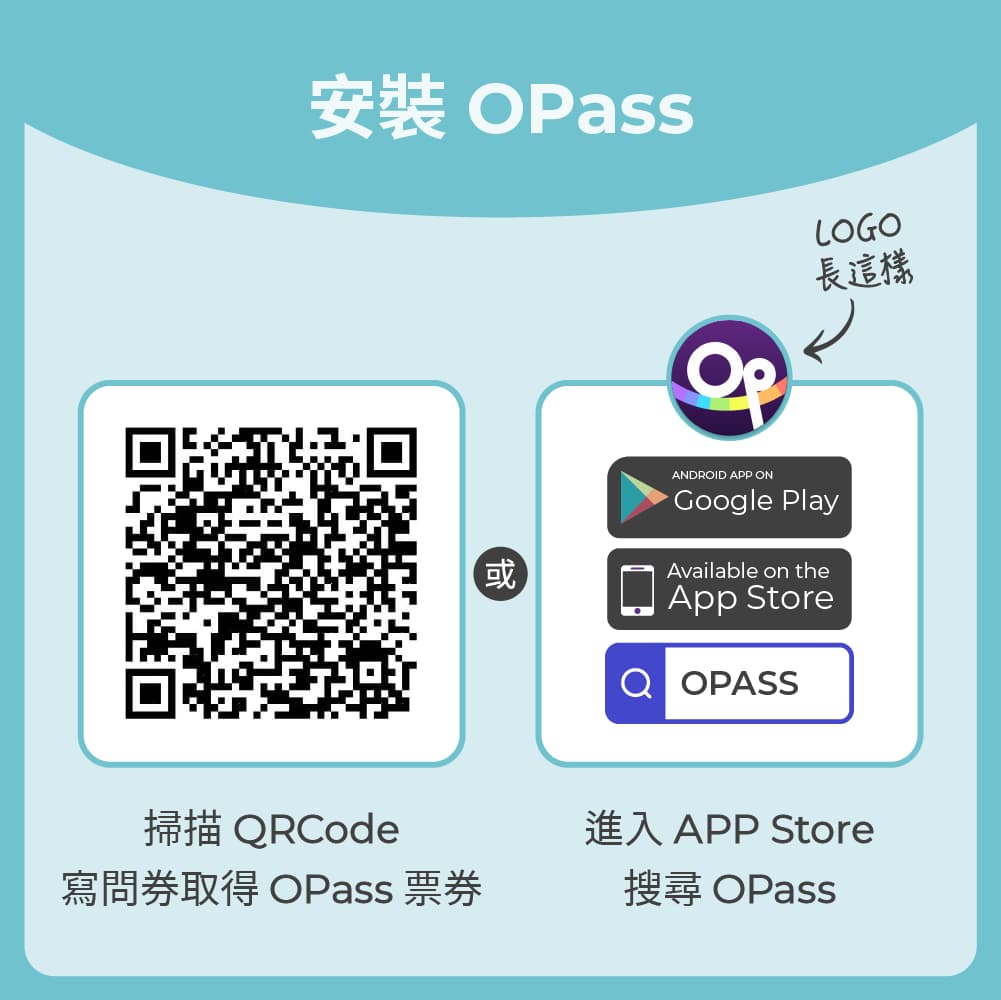 安裝 OPass
LOGO
長這樣
Op
ANDROID APP ON
Google Play
或
Available on the
App Store
OPASS
掃描 QRCode
寫問券取得 OPass 票券
進入 APP Store
搜尋 OPass